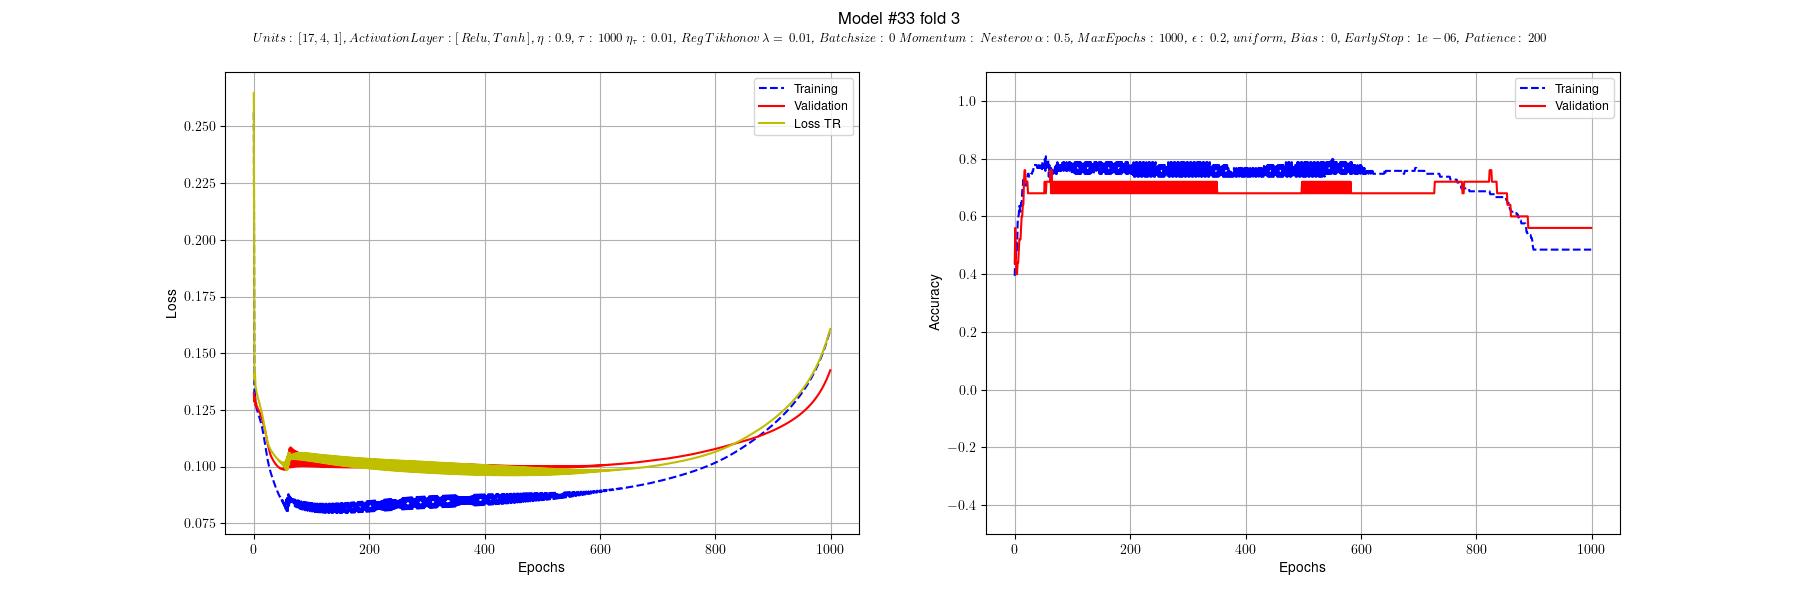 Model #33 fold 3
Units : [17, 4, 1], ActivationLayer : [ Relu, Tanh], η : 0.9, τ : 1000 ητ : 0.01, RegTikhonov λ = 0.01, Batchsize : 0 Momentum : Nesterov α : 0.5, MaxEpochs : 1000, ϵ : 0.2, uniform, Bias : 0, EarlyStop : 1e − 06, Patience : 200
Training
Validation
Loss TR
0.250
0.225
0.200
0.175
0.150
0.125
0.100
0.075
Loss
0 200 400 600 800 1000
Epochs
Training
Validation
1.0
0.8
0.6
0.4
0.2
0.0
−0.2
−0.4
Accuracy
0 200 400 600 800 1000
Epochs